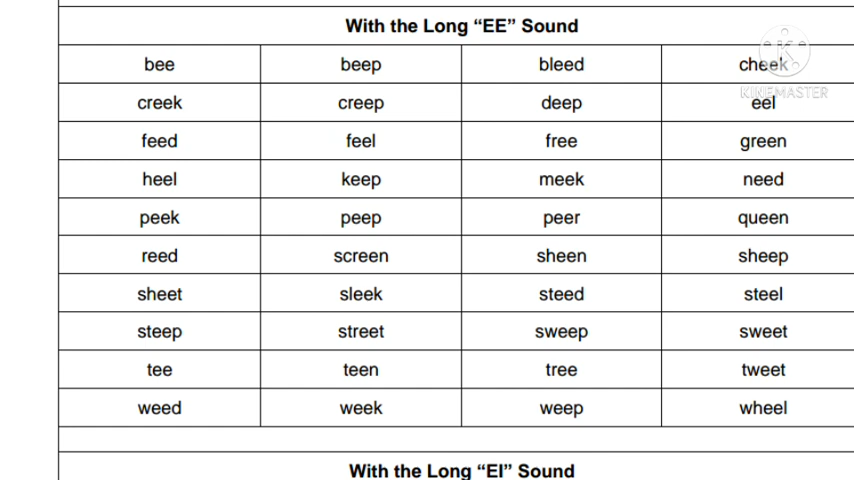 With the Long “EE” Sound
bee beep bleed cheek
KINEMASTER
creek creep deep eel
feed feel free green
heel keep meek need
peek peep peer queen
reed screen sheen sheep
sheet sleek steed steel
steep street sweep sweet
tee teen tree tweet
weed week weep wheel
With the Long “EI” Sound